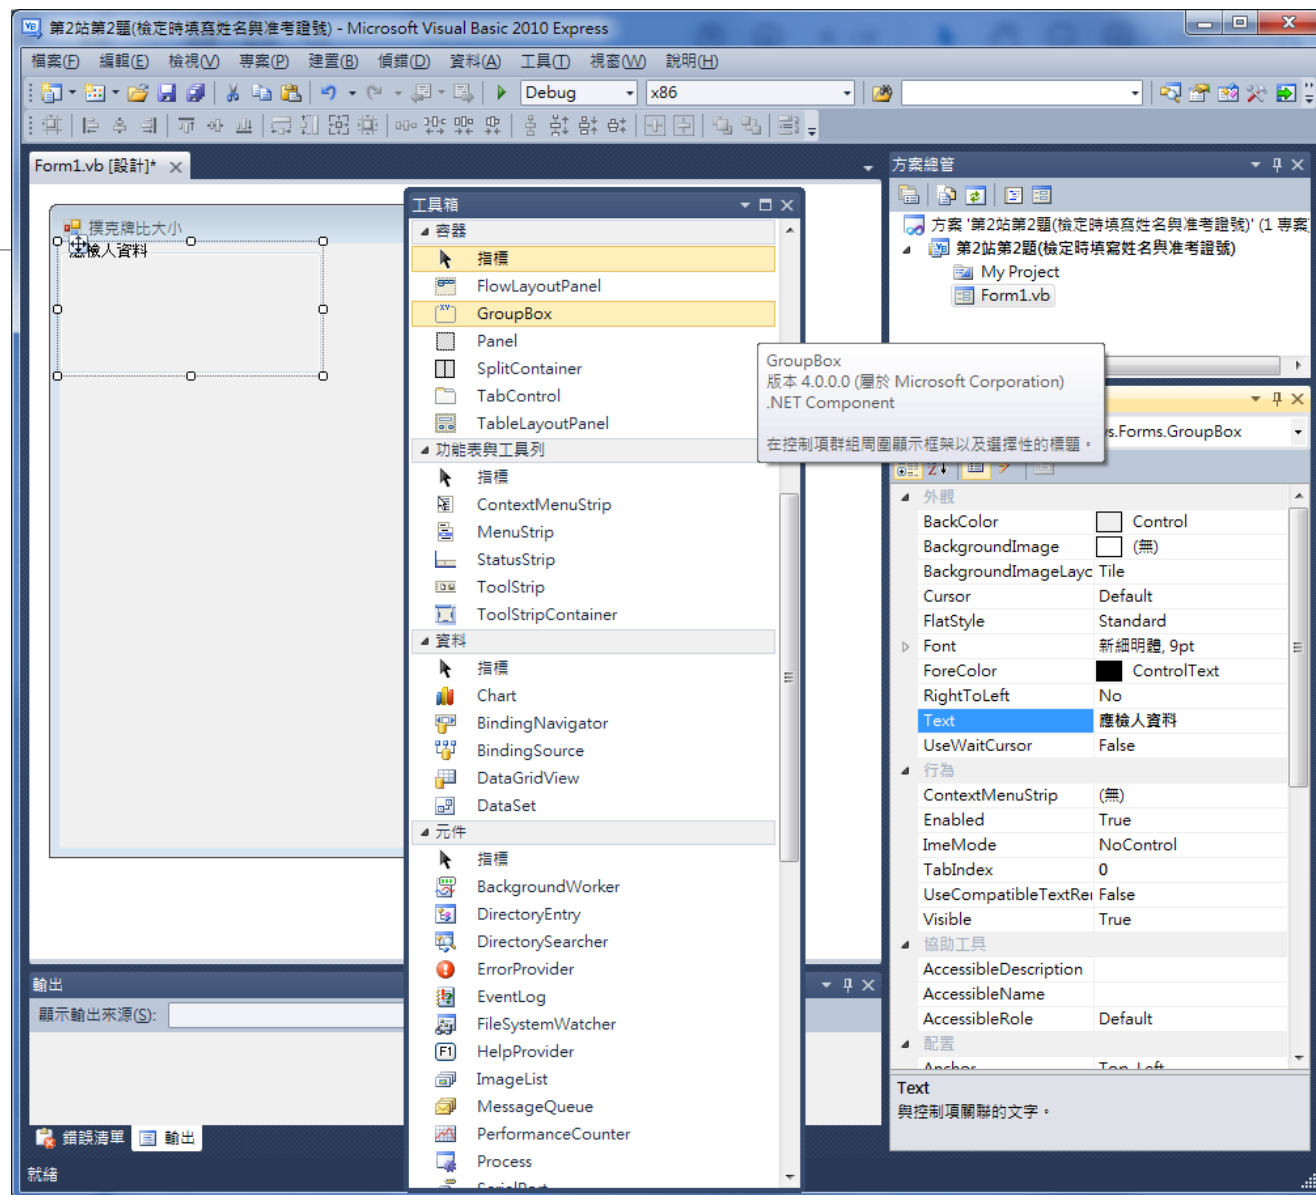 第2站第2題(檢定時填寫姓名與准考證號) - Microsoft Visual Basic 2010 Express
檔案(F) 編輯(E) 檢視(V) 專案(P) 建置(B) 偵錯(D) 資料(A) 工具(T) 視窗(W) 說明(H)
Debug x86
Form1.vb [設計]*
撲克牌比大小
應檢人資料
工具箱
容器
指標
FlowLayoutPanel
GroupBox
Panel
SplitContainer
TabControl
TableLayoutPanel
功能表與工具列
指標
ContextMenuStrip
MenuStrip
StatusStrip
ToolStrip
ToolStripContainer
資料
指標
Chart
BindingNavigator
BindingSource
DataGridView
DataSet
元件
指標
BackgroundWorker
DirectoryEntry
DirectorySearcher
ErrorProvider
EventLog
FileSystemWatcher
HelpProvider
ImageList
MessageQueue
PerformanceCounter
Process
SerialPort
GroupBox
版本 4.0.0.0 (屬於 Microsoft Corporation)
.NET Component
在控制項群組周圍顯示框架以及選擇性的標題。
方案總管
方案 '第2站第2題(檢定時填寫姓名與准考證號)' (1 專案
第2站第2題(檢定時填寫姓名與准考證號)
My Project
Form1.vb
s.Forms.GroupBox
外觀
BackColor Control
BackgroundImage (無)
BackgroundImageLayc Tile
Cursor Default
FlatStyle Standard
Font 新細明體, 9pt
ForeColor ControlText
RightToLeft No
Text 應檢人資料
UseWaitCursor False
行為
ContextMenuStrip (無)
Enabled True
ImeMode NoControl
TabIndex 0
UseCompatibleTextRei False
Visible True
協助工具
AccessibleDescription
AccessibleName
AccessibleRole Default
配置
Anchor Top, Left
Text
與控制項關聯的文字。
輸出
顯示輸出來源(S):
錯誤清單 輸出
就緒